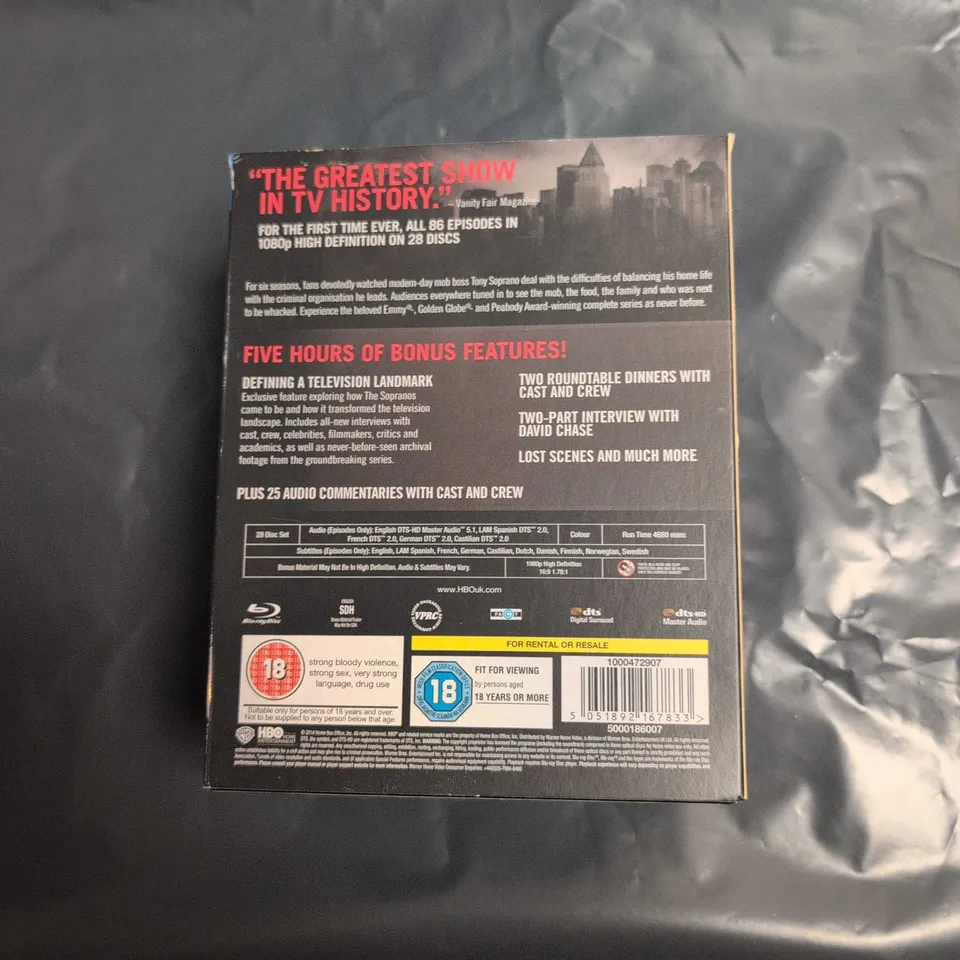 “THE GREATEST SHOW
IN TV HISTORY.” – Vanity Fair Magazine
FOR THE FIRST TIME EVER, ALL 86 EPISODES IN
1080p HIGH DEFINITION ON 28 DISCS
For six seasons, fans devotedly watched modern-day mob boss Tony Soprano deal with the difficulties of balancing his home life
with the criminal organisation he leads. Audiences everywhere tuned in to see the mob, the food, the family and who was next
to be whacked. Experience the beloved Emmy®-, Golden Globe®- and Peabody Award-winning complete series as never before.
FIVE HOURS OF BONUS FEATURES!
DEFINING A TELEVISION LANDMARK
Exclusive feature exploring how The Sopranos
came to be and how it transformed the television
landscape. Includes all-new interviews with
cast, crew, celebrities, filmmakers, critics and
academics, as well as never-before-seen archival
footage from the groundbreaking series.
TWO ROUNDTABLE DINNERS WITH
CAST AND CREW
TWO-PART INTERVIEW WITH
DAVID CHASE
LOST SCENES AND MUCH MORE
PLUS 25 AUDIO COMMENTARIES WITH CAST AND CREW
28 Disc Set
Audio (Episodes Only): English DTS-HD Master Audio™ 5.1, LAM Spanish DTS™ 2.0,
French DTS™ 2.0, German DTS™ 2.0, Castilian DTS™ 2.0
Colour
Run Time 4680 mins
Subtitles (Episodes Only): English, LAM Spanish, French, German, Castilian, Dutch, Danish, Finnish, Norwegian, Swedish
Bonus Material May Not Be In High Definition. Audio & Subtitles May Vary.
1080p High Definition
16:9 1.78:1
www.HBOuk.com
Blu-ray Disc
ENGLISH
SDH
VPRC
FACT
dts
Digital Surround
dts-HD
Master Audio
FOR RENTAL OR RESALE
18
strong bloody violence,
strong sex, very strong
language, drug use
Suitable only for persons of 18 years and over.
Not to be supplied to any person below that age.
18
FIT FOR VIEWING
by persons aged
18 YEARS OR MORE
1000472907
5 051892 167833 >
5000186007
HBO HOME
ENTERTAINMENT